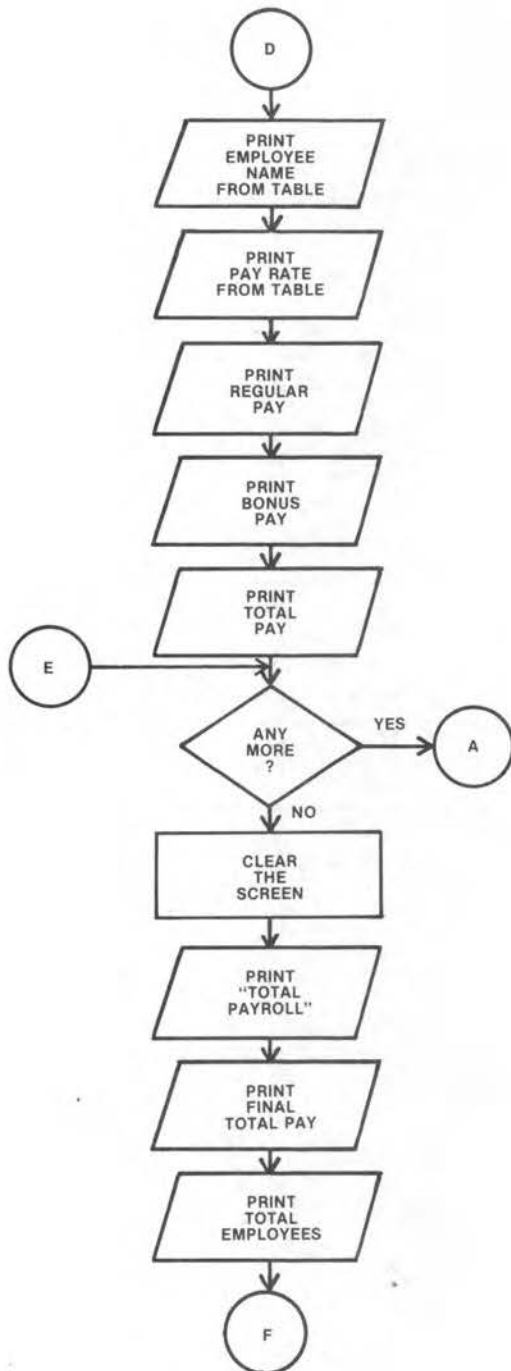 D
PRINT
EMPLOYEE
NAME
FROM TABLE
PRINT
PAY RATE
FROM TABLE
PRINT
REGULAR
PAY
PRINT
BONUS
PAY
PRINT
TOTAL
PAY
E
ANY
MORE
?
YES
A
NO
CLEAR
THE
SCREEN
PRINT
“TOTAL
PAYROLL”
PRINT
FINAL
TOTAL PAY
PRINT
TOTAL
EMPLOYEES
F